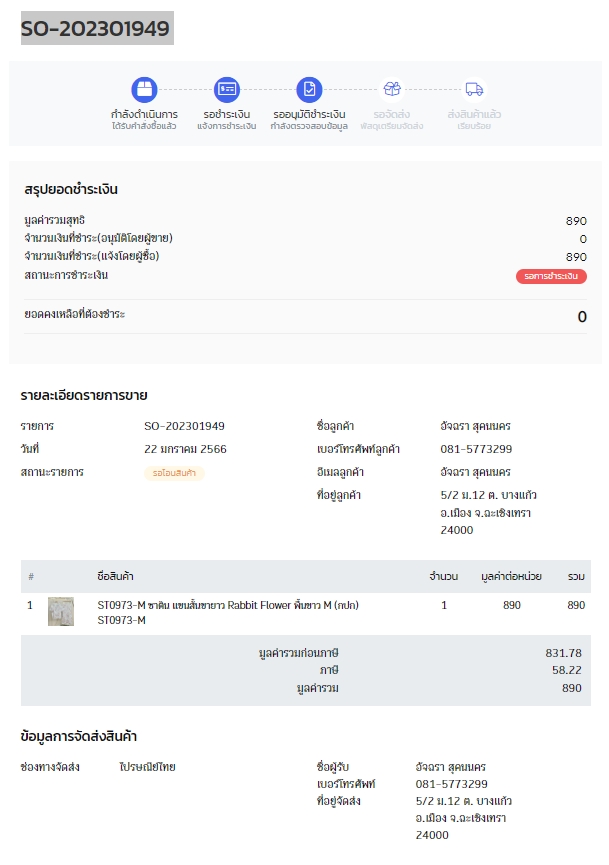 SO-202301949
กำลังดำเนินการ
ได้รับคำสั่งซื้อแล้ว
รอชำระเงิน
แจ้งการชำระเงิน
รออนุมัติชำระเงิน
กำลังตรวจสอบข้อมูล
รอจัดส่ง
พัสดุเตรียมจัดส่ง
ส่งสินค้าแล้ว
เรียบร้อย
สรุปยอดชำระเงิน
มูลค่ารวมสุทธิ 890
จำนวนเงินที่ชำระ(อนุมัติโดยผู้ขาย) 0
จำนวนเงินที่ชำระ(แจ้งโดยผู้ซื้อ) 890
สถานะการชำระเงิน รอการชำระเงิน
ยอดคงเหลือที่ต้องชำระ 0
รายละเอียดรายการขาย
รายการ SO-202301949
วันที่ 22 มกราคม 2566
สถานะรายการ รอโอนสินค้า
ชื่อลูกค้า อัจฉรา สุคนนคร
เบอร์โทรศัพท์ลูกค้า 081-5773299
อีเมลลูกค้า อัจฉรา สุคนนคร
ที่อยู่ลูกค้า 5/2 ม.12 ต. บางแก้ว
อ.เมือง จ.ฉะเชิงเทรา
24000
# ชื่อสินค้า จำนวน มูลค่าต่อหน่วย รวม
1 ST0973-M ซาติน แขนสั้นขายาว Rabbit Flower พื้นขาว M (กปก) 1 890 890
ST0973-M
มูลค่ารวมก่อนภาษี 831.78
ภาษี 58.22
มูลค่ารวม 890
ข้อมูลการจัดส่งสินค้า
ช่องทางจัดส่ง ไปรษณีย์ไทย
ชื่อผู้รับ อัจฉรา สุคนนคร
เบอร์โทรศัพท์ 081-5773299
ที่อยู่จัดส่ง 5/2 ม.12 ต. บางแก้ว
อ.เมือง จ.ฉะเชิงเทรา
24000